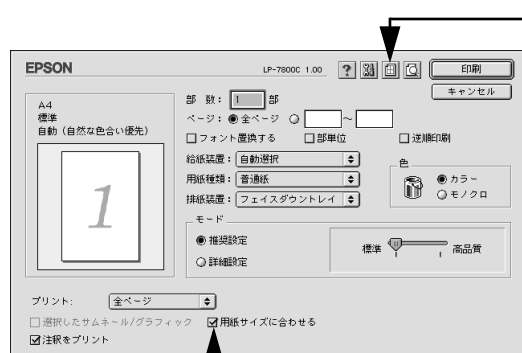 EPSON LP-7800C 1.00 ? 印刷
キャンセル
A4
標準
自動（自然な色合い優先）
1
部 数： 1 部
ページ： 全ページ ～
フォント置換する 部単位 逆順印刷
給紙装置： 自動選択
用紙種類： 普通紙
排紙装置： フェイスダウントレイ
色
カラー
モノクロ
モード
推奨設定
詳細設定
標準 高品質
プリント： 全ページ
選択したサムネール/グラフィック 用紙サイズに合わせる
注釈をプリント